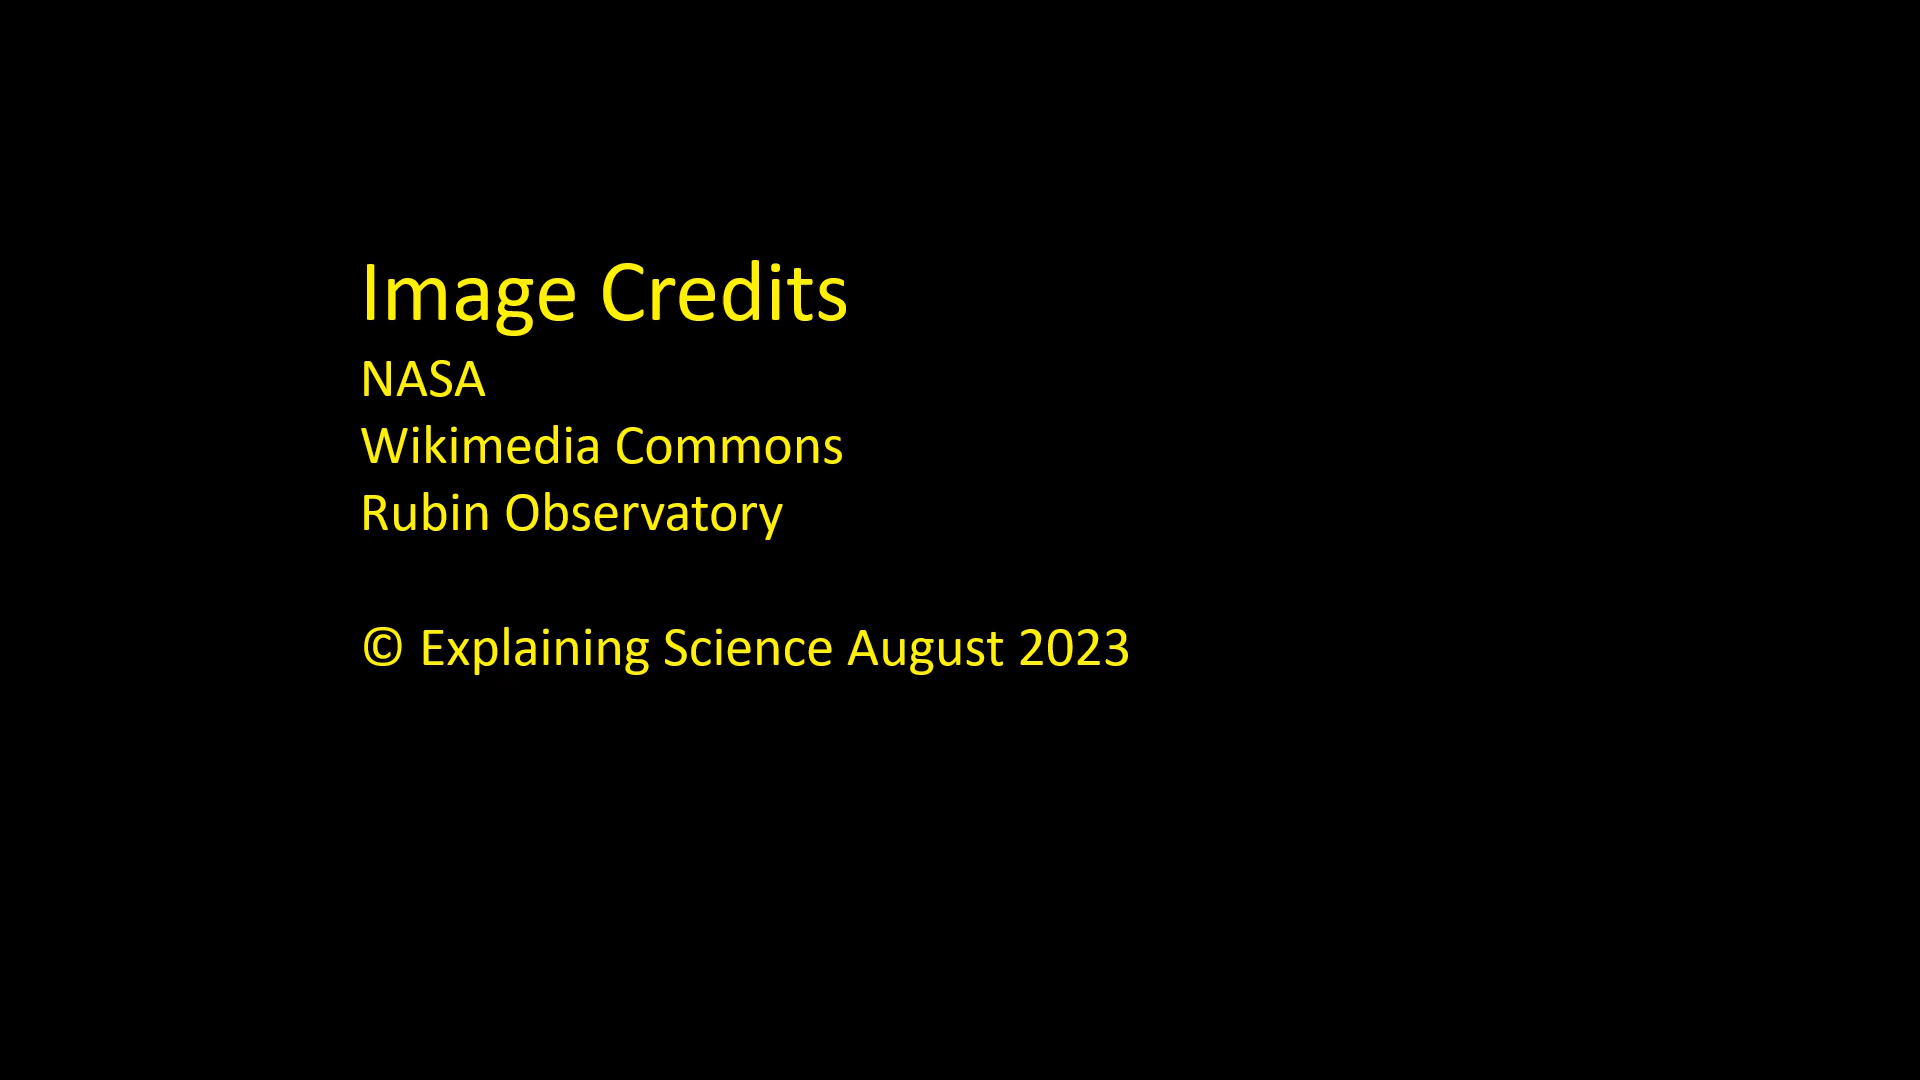 Image Credits
NASA
Wikimedia Commons
Rubin Observatory
© Explaining Science August 2023